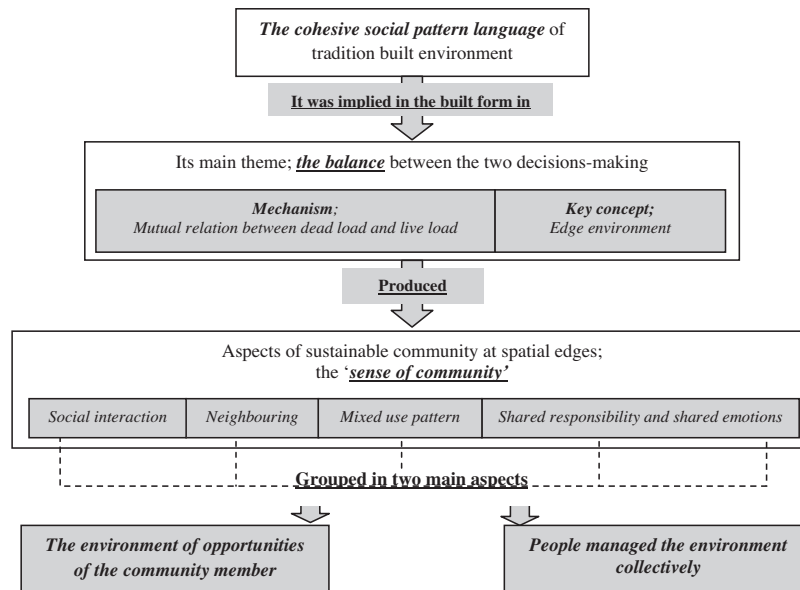 The cohesive social pattern language of
tradition built environment
It was implied in the built form in
Its main theme; the balance between the two decisions-making
Mechanism;
Mutual relation between dead load and live load
Key concept;
Edge environment
Produced
Aspects of sustainable community at spatial edges;
the ‘sense of community’
Social interaction
Neighbouring
Mixed use pattern
Shared responsibility and shared emotions
Grouped in two main aspects
The environment of opportunities
of the community member
People managed the environment
collectively